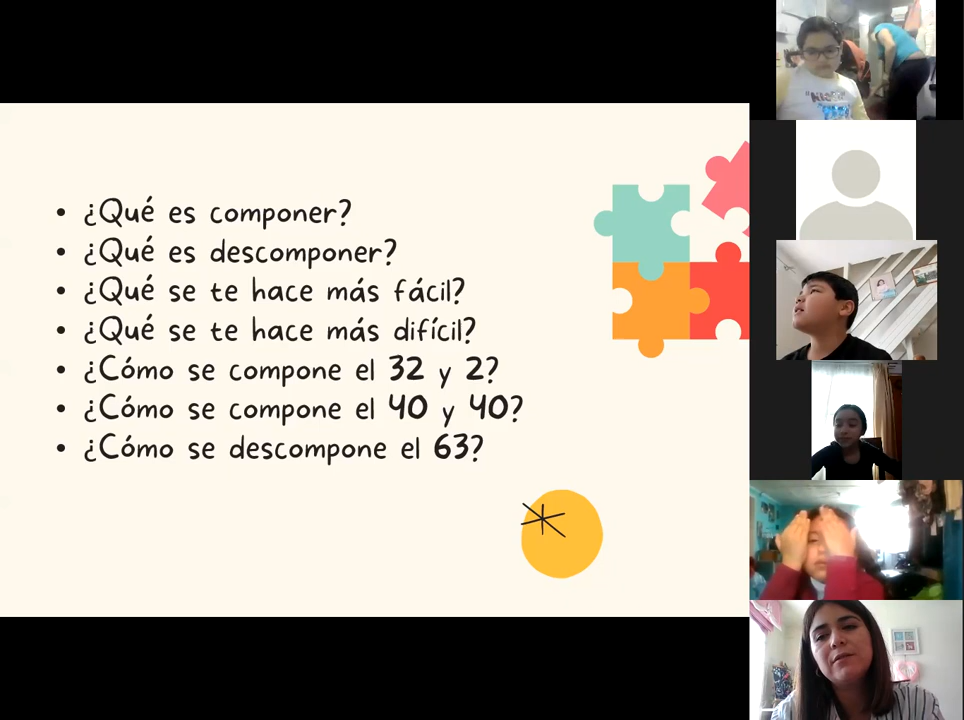 • ¿Qué es componer?
• ¿Qué es descomponer?
• ¿Qué se te hace más fácil?
• ¿Qué se te hace más difícil?
• ¿Cómo se compone el 32 y 2?
• ¿Cómo se compone el 40 y 40?
• ¿Cómo se descompone el 63?